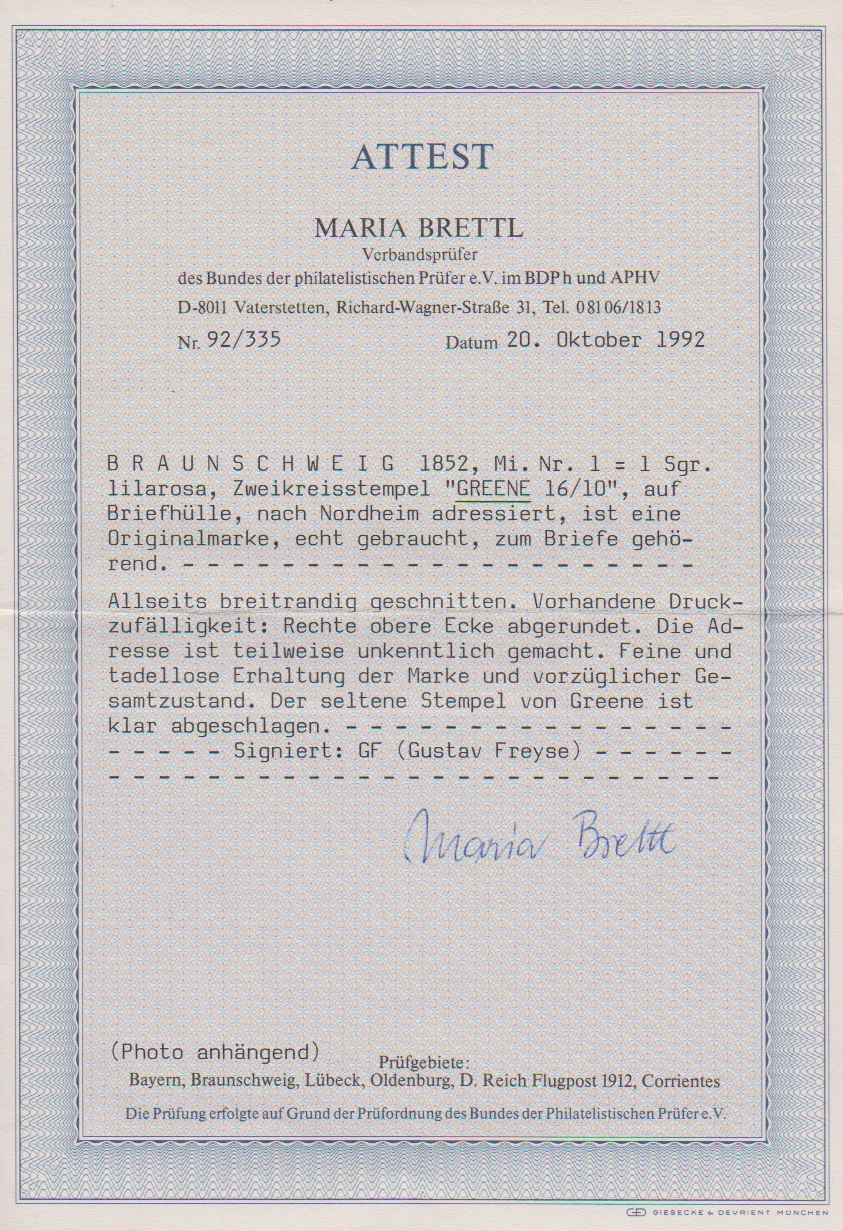 ATTEST
MARIA BRETTL
Verbandsprüfer
des Bundes der philatelistischen Prüfer e.V. im BDPh und APHV
D-8011 Vaterstetten, Richard-Wagner-Straße 31, Tel. 08106/1813
Nr. 92/335 Datum 20. Oktober 1992
B R A U N S C H W E I G 1852, Mi. Nr. 1 = 1 Sgr.
lilarosa, Zweikreisstempel "GREENE 16/10", auf
Briefhülle, nach Nordheim adressiert, ist eine
Originalmarke, echt gebraucht, zum Briefe gehö-
rend. - - - - - - - - - - - - - - - - - - - - -
Allseits breitrandig geschnitten. Vorhandene Druck-
zufälligkeit: Rechte obere Ecke abgerundet. Die Ad-
resse ist teilweise unkenntlich gemacht. Feine und
tadellose Erhaltung der Marke und vorzüglicher Ge-
samtzustand. Der seltene Stempel von Greene ist
klar abgeschlagen. - - - - - - - - - - - - - - - -
- - - - - Signiert: GF (Gustav Freyse) - - - - - -
- - - - - - - - - - - - - - - - - - - - - - - - -
Maria Brettl
(Photo anhängend)
Prüfgebiete:
Bayern, Braunschweig, Lübeck, Oldenburg, D. Reich Flugpost 1912, Corrientes
Die Prüfung erfolgte auf Grund der Prüfordnung des Bundes der Philatelistischen Prüfer e.V.
GIESECKE & DEVRIENT MÜNCHEN